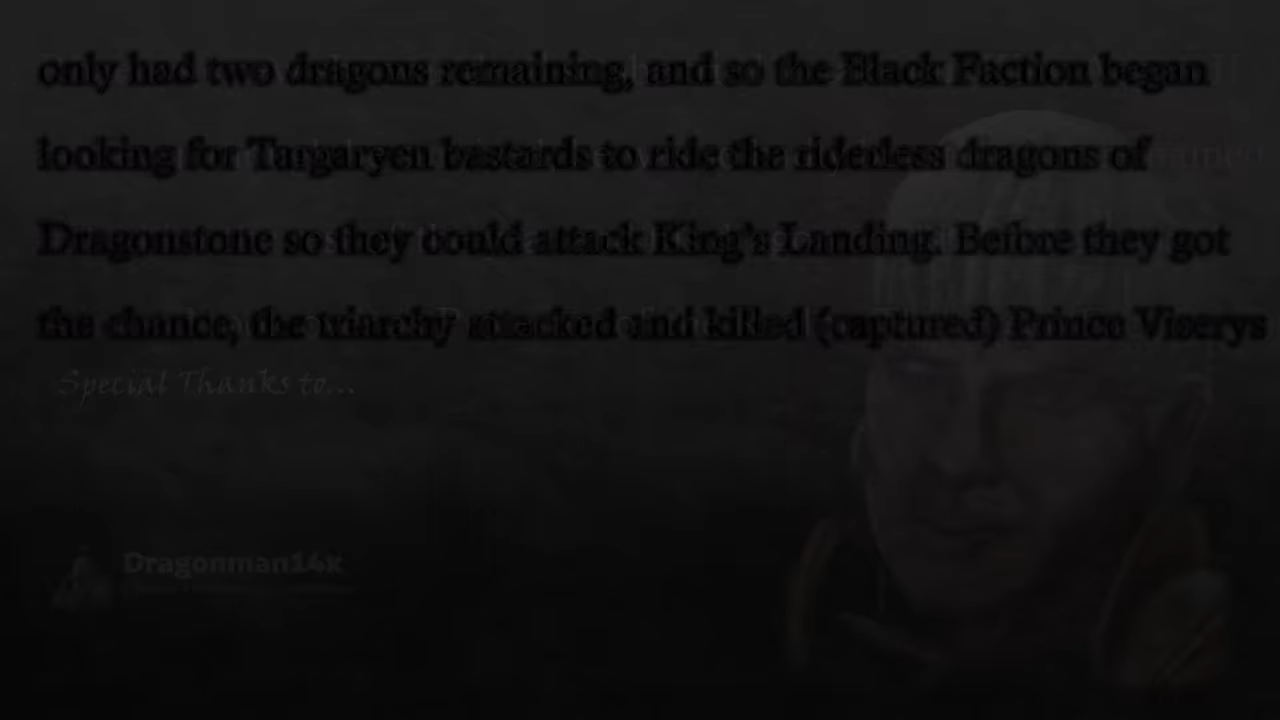 only had two dragons remaining, and so the Black Faction began
looking for Targaryen bastards to ride the riderless dragons of
Dragonstone so they could attack King's Landing. Before they got
the chance, the triarchy attacked and killed (captured) Prince Viserys
Special Thanks to...
Dragonman14k